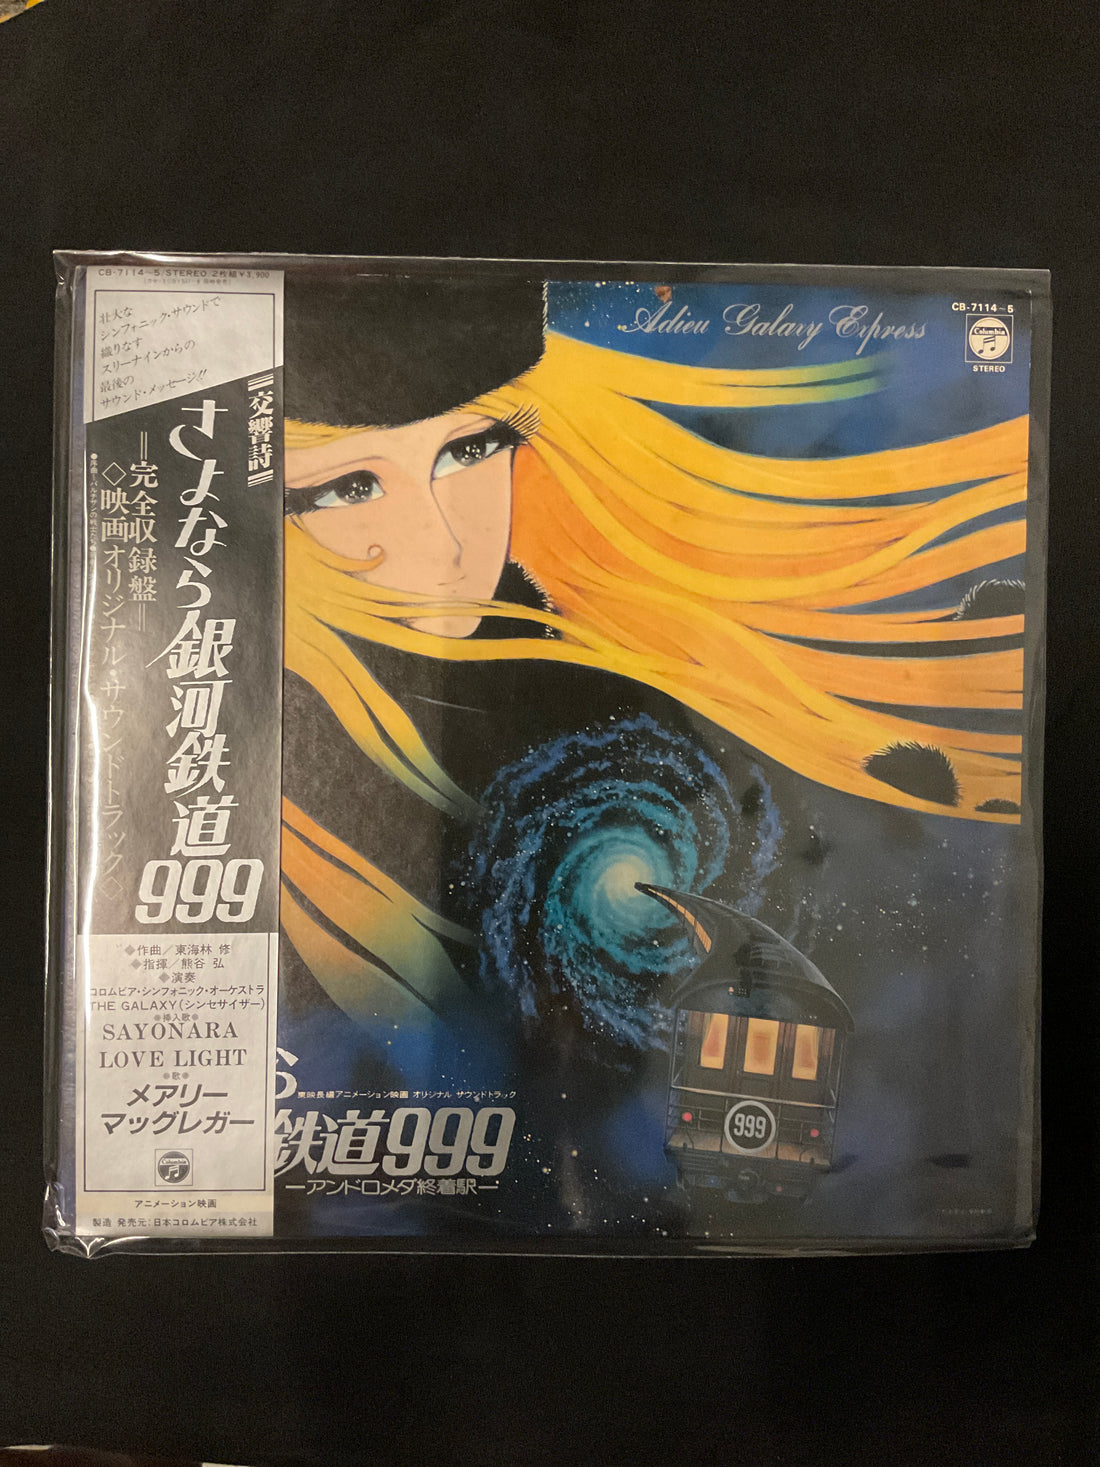 CB-7114~5/STEREO 2枚組¥3,900
壮大な
シンフォニック・サウンドで
織りなす
スリーナインからの
最後の
サウンド・メッセージ!!
交響詩
さよなら銀河鉄道999
=完全収録盤=
◇映画オリジナル・サウンドトラック◇
◆作曲/東海林 修
◆指揮/熊谷 弘
◆演奏
コロムビア・シンフォニック・オーケストラ
THE GALAXY(シンセサイザー)
●挿入歌●
SAYONARA
LOVE LIGHT
●歌●
メアリー
マッグレガー
Columbia
アニメーション映画
製造 発売元:日本コロムビア株式会社
Adieu Galaxy Express
CB-7114~5
Columbia
STEREO
999
ら
東映長編アニメーション映画 オリジナル サウンドトラック
鉄道999
—アンドロメダ終着駅—